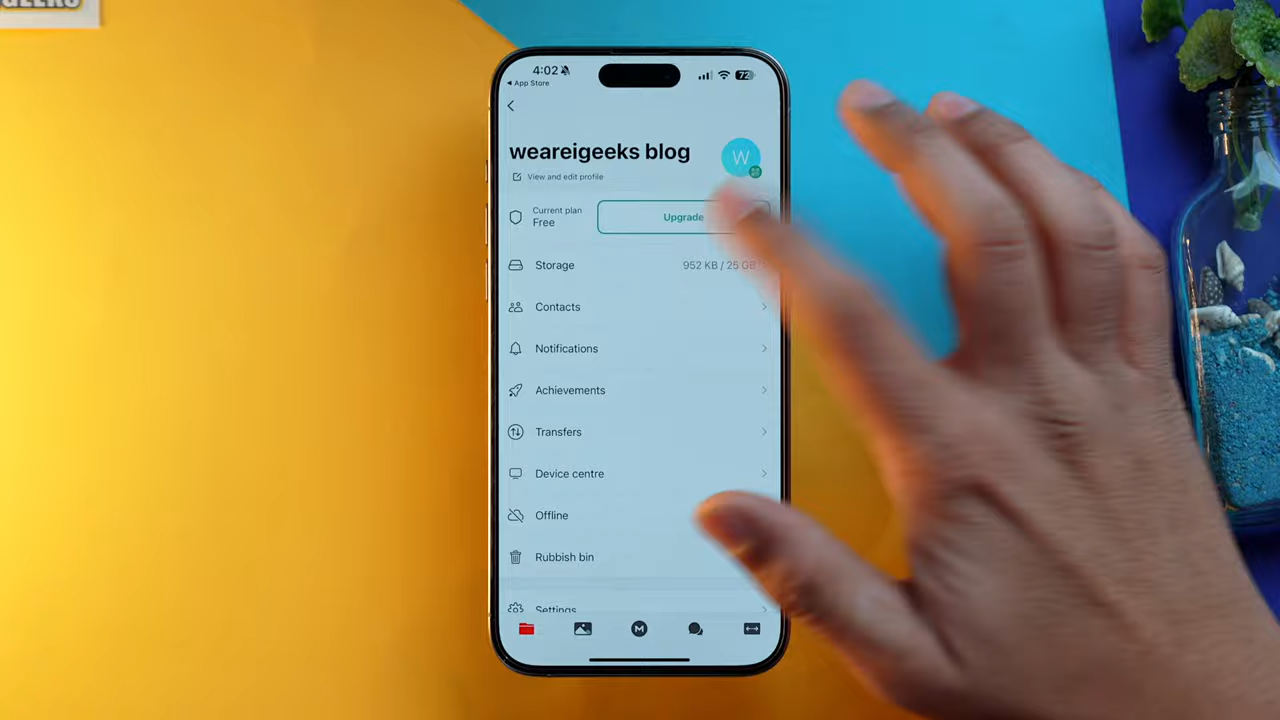 4:02
72
App Store
weareigeeks blog
W
View and edit profile
Current plan
Free
Upgrade
Storage
952 KB / 25 GB
Contacts
Notifications
Achievements
Transfers
Device centre
Offline
Rubbish bin
Settings
M